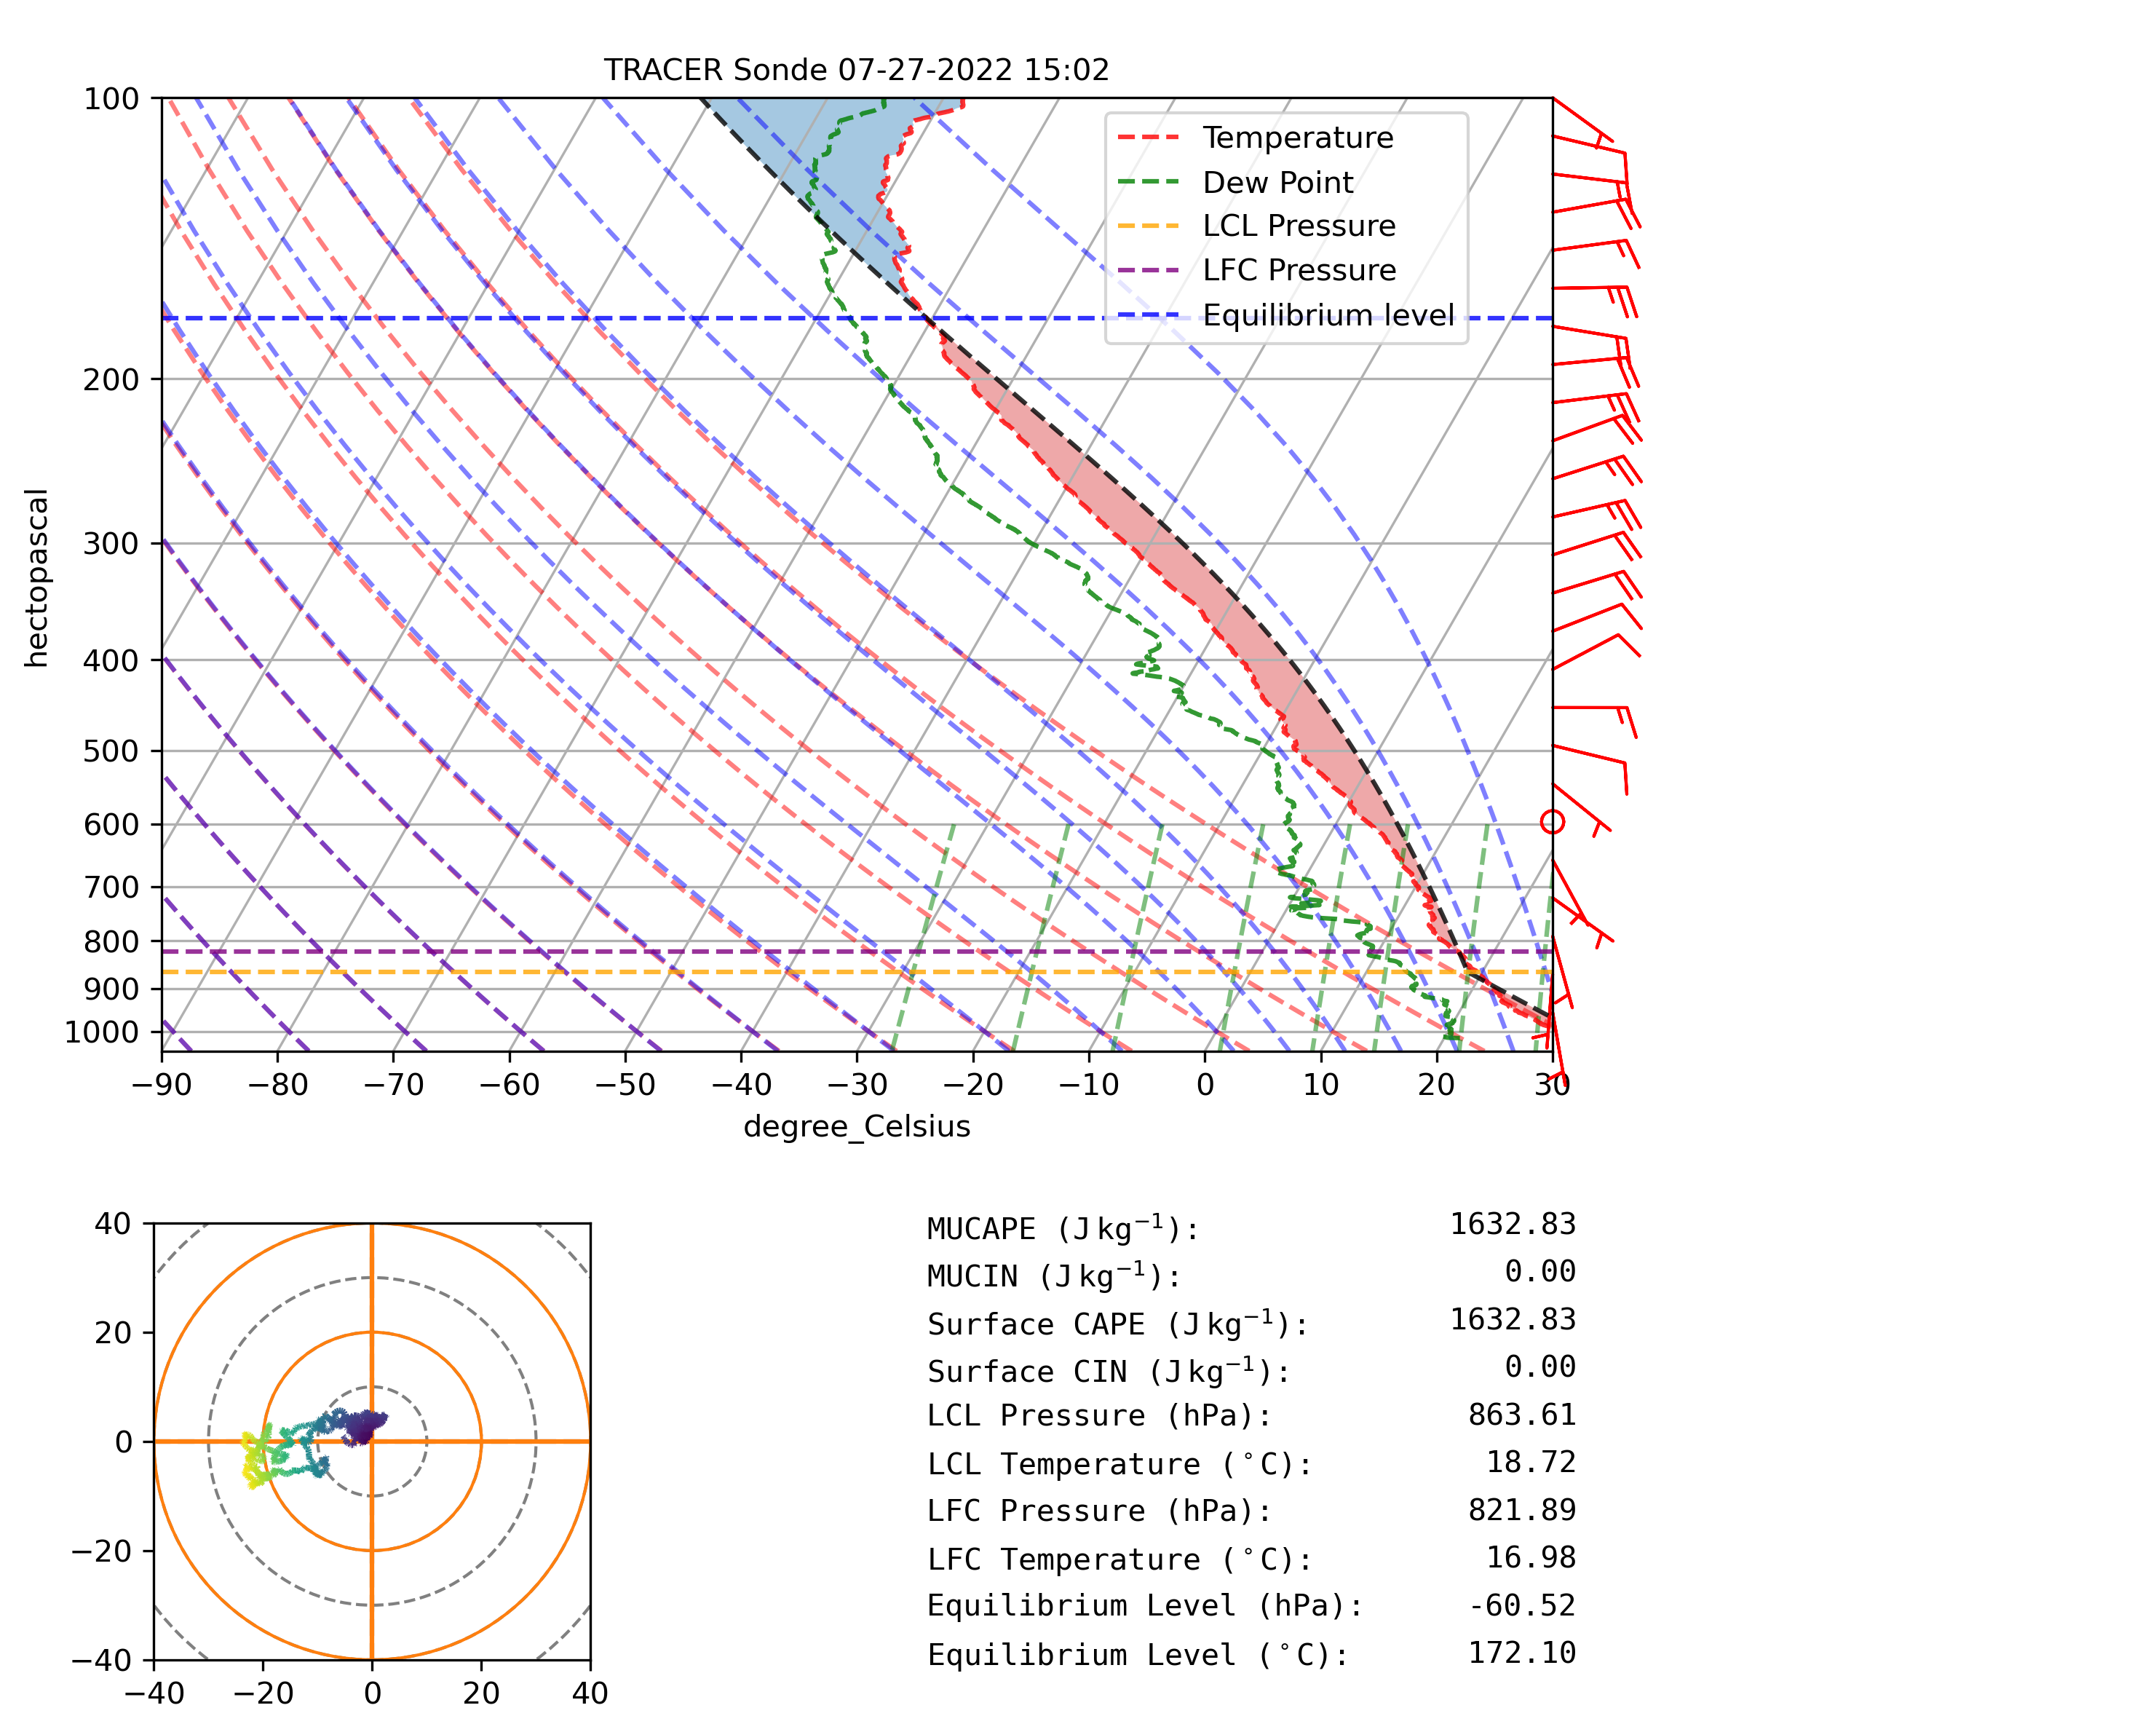 TRACER Sonde 07-27-2022 15:02
100
200
300
400
500
600
700
800
900
1000
hectopascal
Temperature
Dew Point
LCL Pressure
LFC Pressure
Equilibrium level
−90 −80 −70 −60 −50 −40 −30 −20 −10 0 10 20 30
degree_Celsius
40
20
0
−20
−40
−40 −20 0 20 40
MUCAPE (J kg⁻¹): 1632.83
MUCIN (J kg⁻¹): 0.00
Surface CAPE (J kg⁻¹): 1632.83
Surface CIN (J kg⁻¹): 0.00
LCL Pressure (hPa): 863.61
LCL Temperature (°C): 18.72
LFC Pressure (hPa): 821.89
LFC Temperature (°C): 16.98
Equilibrium Level (hPa): -60.52
Equilibrium Level (°C): 172.10